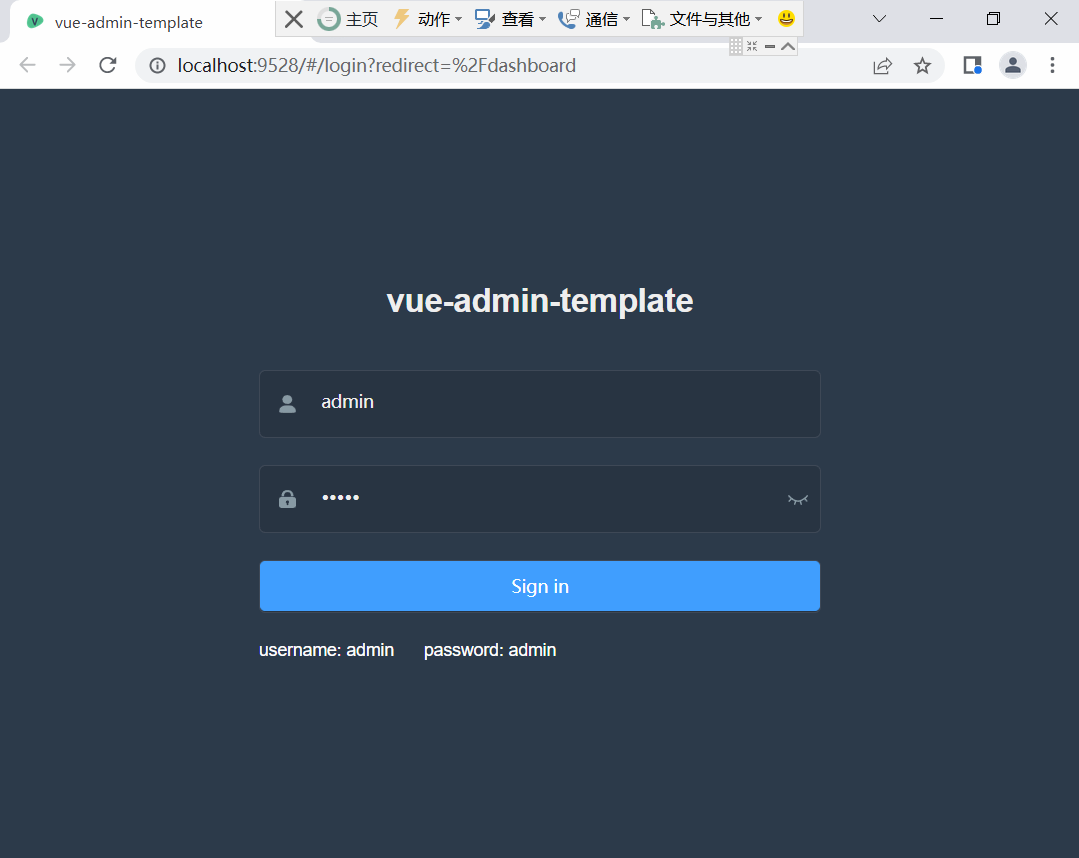 vue-admin-template
主页 动作 查看 通信 文件与其他
localhost:9528/#/login?redirect=%2Fdashboard
vue-admin-template
admin
•••••
Sign in
username: admin password: admin